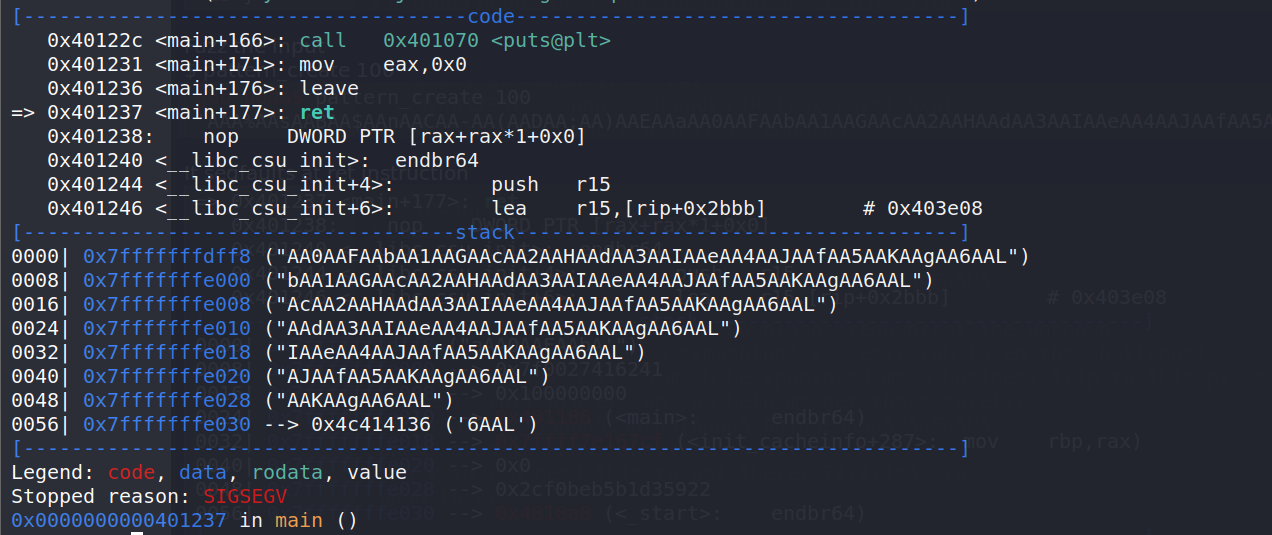 [----------------------------------code----------------------------------]
   0x40122c <main+166>: call   0x401070 <puts@plt>
   0x401231 <main+171>: mov    eax,0x0
   0x401236 <main+176>: leave
=> 0x401237 <main+177>: ret
   0x401238:    nop    DWORD PTR [rax+rax*1+0x0]
   0x401240 <__libc_csu_init>:  endbr64
   0x401244 <__libc_csu_init+4>:        push   r15
   0x401246 <__libc_csu_init+6>:        lea    r15,[rip+0x2bbb]        # 0x403e08
[----------------------------------stack----------------------------------]
0000| 0x7fffffffdff8 ("AA0AAFAAbAA1AAGAAcAA2AAHAAdAA3AAIAAeAA4AAJAAfAA5AAKAAgAA6AAL")
0008| 0x7fffffffe000 ("bAA1AAGAAcAA2AAHAAdAA3AAIAAeAA4AAJAAfAA5AAKAAgAA6AAL")
0016| 0x7fffffffe008 ("AcAA2AAHAAdAA3AAIAAeAA4AAJAAfAA5AAKAAgAA6AAL")
0024| 0x7fffffffe010 ("AAdAA3AAIAAeAA4AAJAAfAA5AAKAAgAA6AAL")
0032| 0x7fffffffe018 ("IAAeAA4AAJAAfAA5AAKAAgAA6AAL")
0040| 0x7fffffffe020 ("AJAAfAA5AAKAAgAA6AAL")
0048| 0x7fffffffe028 ("AAKAAgAA6AAL")
0056| 0x7fffffffe030 --> 0x4c414136 ('6AAL')
[--------------------------------------------------------------------------]
Legend: code, data, rodata, value
Stopped reason: SIGSEGV
0x0000000000401237 in main ()